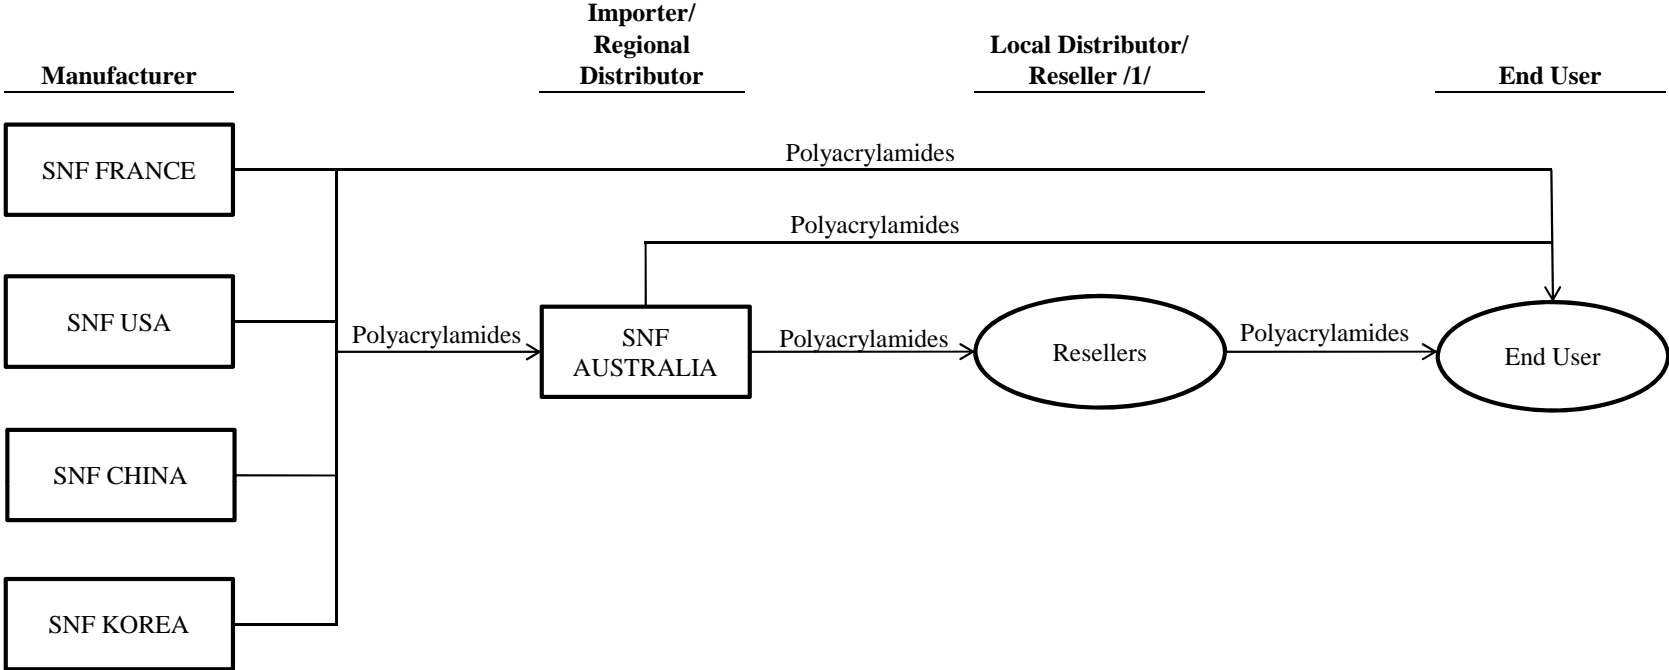 Importer/
Regional
Distributor
Local Distributor/
Reseller /1/
Manufacturer
End User
Polyacrylamides
SNF FRANCE
Polyacrylamides
SNF USA
Polyacrylamides
SNF
AUSTRALIA
Polyacrylamides
Resellers
Polyacrylamides
End User
SNF CHINA
SNF KOREA